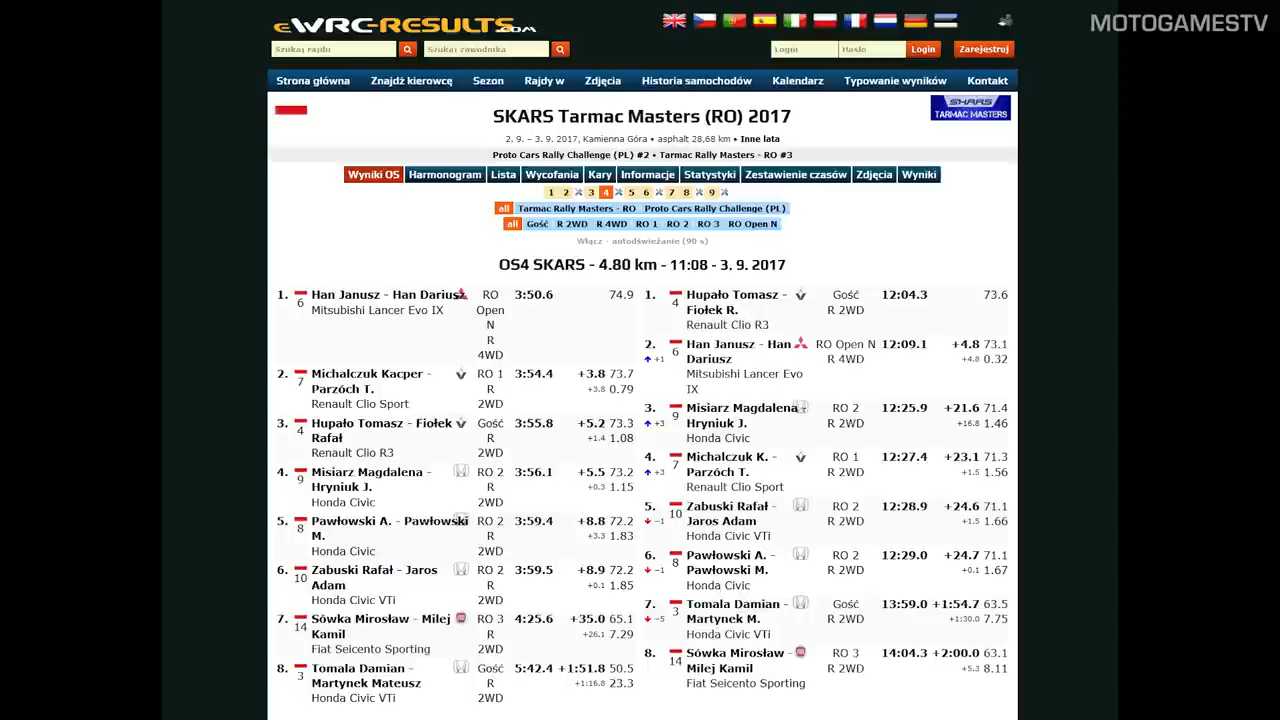 eWRC-RESULTS.COM
MOTOGAMESTV
Szukaj rajdu
Szukaj zawodnika
Login
Hasło
Login
Zarejestruj
Strona główna Znajdź kierowcę Sezon Rajdy w Zdjęcia Historia samochodów Kalendarz Typowanie wyników Kontakt
SKARS Tarmac Masters (RO) 2017
SKARS
TARMAC MASTERS
2. 9. – 3. 9. 2017, Kamienna Góra • asphalt 28,68 km • Inne lata
Proto Cars Rally Challenge (PL) #2 • Tarmac Rally Masters - RO #3
Wyniki OS Harmonogram Lista Wycofania Kary Informacje Statystyki Zestawienie czasów Zdjęcia Wyniki
1 2 3 4 5 6 7 8 9
all Tarmac Rally Masters - RO Proto Cars Rally Challenge (PL)
all Gość R 2WD R 4WD RO 1 RO 2 RO 3 RO Open N
Włącz - autodświeżanie (90 s)
OS4 SKARS - 4.80 km - 11:08 - 3. 9. 2017
1. 6 Han Janusz - Han Dariusz RO 3:50.6 74.9
Mitsubishi Lancer Evo IX Open
N
R
4WD
2. 7 Michalczuk Kacper - RO 1 3:54.4 +3.8 73.7
Parzóch T. R +3.8 0.79
Renault Clio Sport 2WD
3. 4 Hupało Tomasz - Fiołek Gość 3:55.8 +5.2 73.3
Rafał R +1.4 1.08
Renault Clio R3 2WD
4. 9 Misiarz Magdalena - RO 2 3:56.1 +5.5 73.2
Hryniuk J. R +0.3 1.15
Honda Civic 2WD
5. 8 Pawłowski A. - Pawłowski RO 2 3:59.4 +8.8 72.2
M. R +3.3 1.83
Honda Civic 2WD
6. 10 Zabuski Rafał - Jaros RO 2 3:59.5 +8.9 72.2
Adam R +0.1 1.85
Honda Civic VTi 2WD
7. 14 Sówka Mirosław - Milej RO 3 4:25.6 +35.0 65.1
Kamil R +26.1 7.29
Fiat Seicento Sporting 2WD
8. 3 Tomala Damian - Gość 5:42.4 +1:51.8 50.5
Martynek Mateusz R +1:16.8 23.3
Honda Civic VTi 2WD
1. 4 Hupało Tomasz - Gość 12:04.3 73.6
Fiołek R. R 2WD
Renault Clio R3
2. 6 Han Janusz - Han RO Open N 12:09.1 +4.8 73.1
+1 Dariusz R 4WD +4.8 0.32
Mitsubishi Lancer Evo
IX
3. 9 Misiarz Magdalena - RO 2 12:25.9 +21.6 71.4
+3 Hryniuk J. R 2WD +16.8 1.46
Honda Civic
4. 7 Michalczuk K. - RO 1 12:27.4 +23.1 71.3
+3 Parzóch T. R 2WD +1.5 1.56
Renault Clio Sport
5. 10 Zabuski Rafał - RO 2 12:28.9 +24.6 71.1
−1 Jaros Adam R 2WD +1.5 1.66
Honda Civic VTi
6. 8 Pawłowski A. - RO 2 12:29.0 +24.7 71.1
−1 Pawłowski M. R 2WD +0.1 1.67
Honda Civic
7. 3 Tomala Damian - Gość 13:59.0 +1:54.7 63.5
−5 Martynek M. R 2WD +1:30.0 7.75
Honda Civic VTi
8. 14 Sówka Mirosław - RO 3 14:04.3 +2:00.0 63.1
Milej Kamil R 2WD +5.3 8.11
Fiat Seicento Sporting